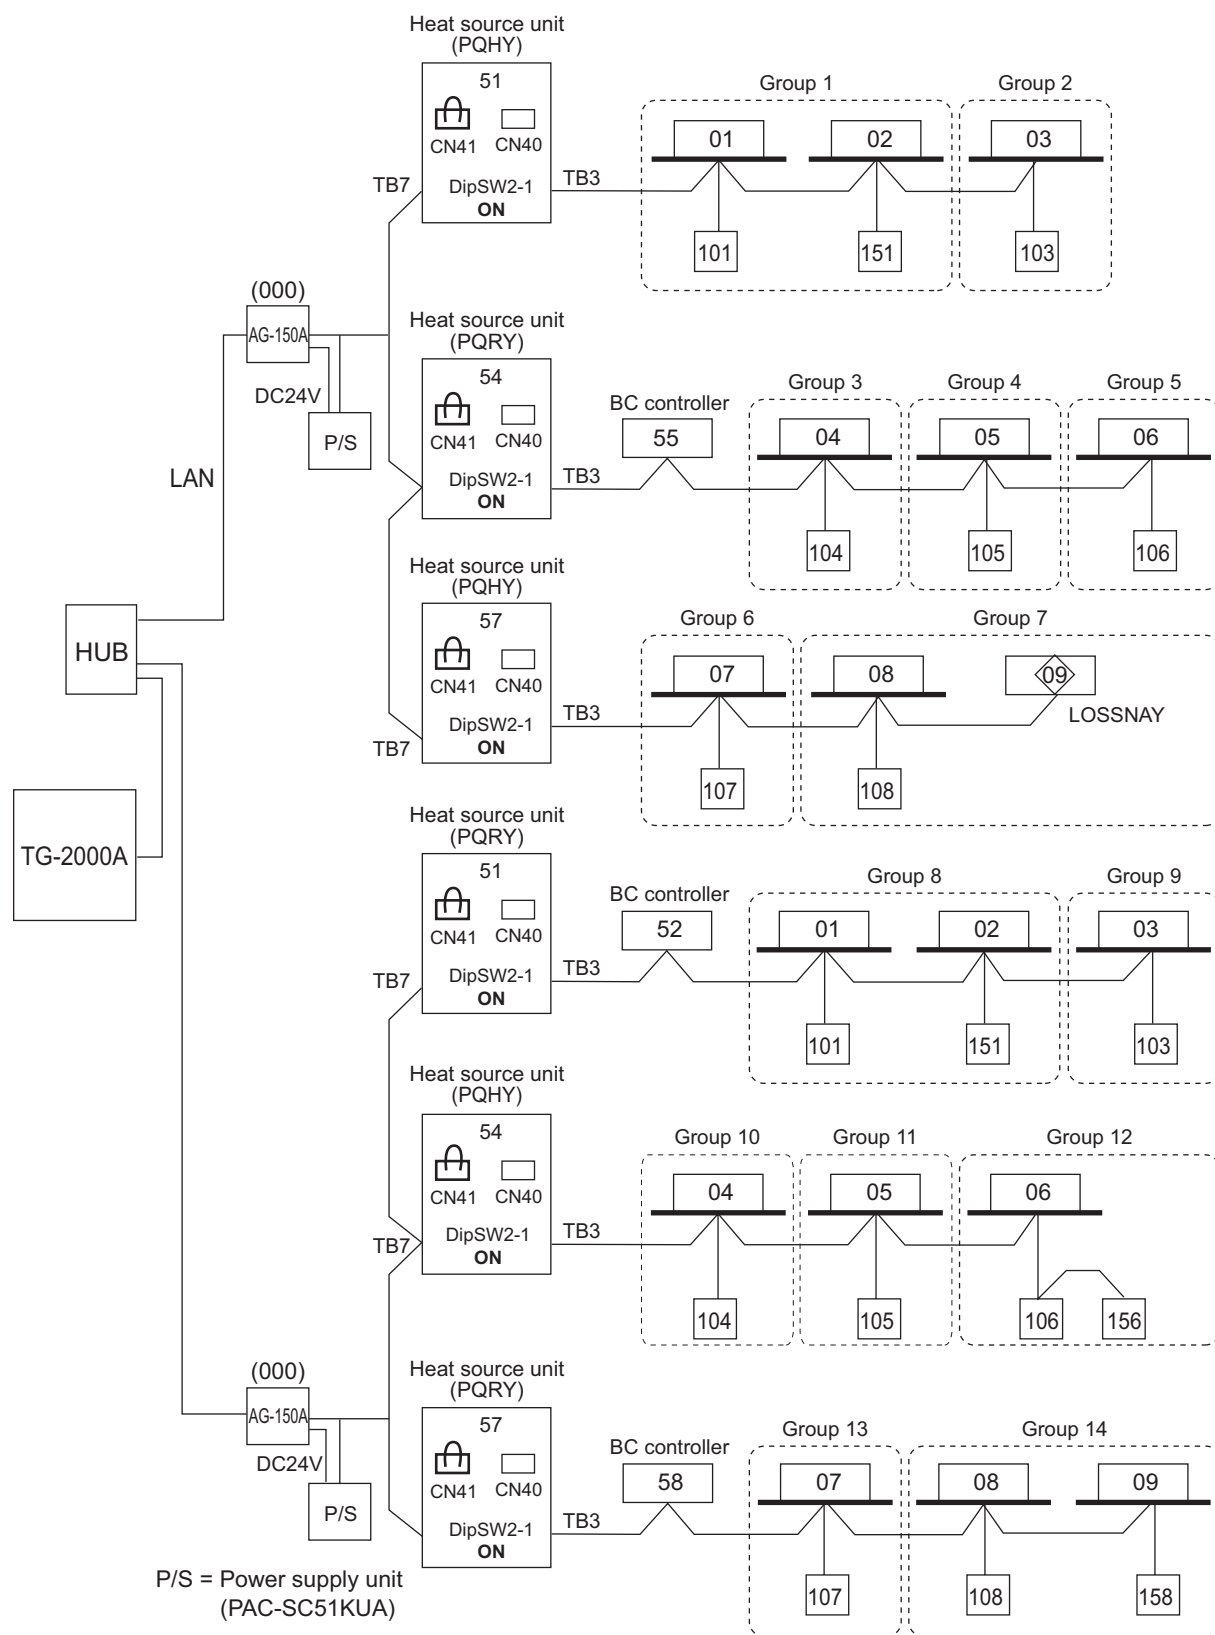 Heat source unit
(PQHY)
51
CN41 CN40
DipSW2-1
ON
TB7
TB3
Group 1
Group 2
01
02
03
101
151
103
(000)
AG-150A
DC24V
P/S
LAN
Heat source unit
(PQRY)
54
CN41 CN40
DipSW2-1
ON
TB3
BC controller
55
Group 3
Group 4
Group 5
04
05
06
104
105
106
Heat source unit
(PQHY)
57
CN41 CN40
DipSW2-1
ON
TB7
TB3
Group 6
Group 7
07
08
09
LOSSNAY
107
108
HUB
TG-2000A
Heat source unit
(PQRY)
51
CN41 CN40
DipSW2-1
ON
TB7
TB3
BC controller
52
Group 8
Group 9
01
02
03
101
151
103
Heat source unit
(PQHY)
54
CN41 CN40
DipSW2-1
ON
TB7
TB3
Group 10
Group 11
Group 12
04
05
06
104
105
106
156
(000)
AG-150A
DC24V
P/S
Heat source unit
(PQRY)
57
CN41 CN40
DipSW2-1
ON
TB3
BC controller
58
Group 13
Group 14
07
08
09
107
108
158
P/S = Power supply unit
(PAC-SC51KUA)